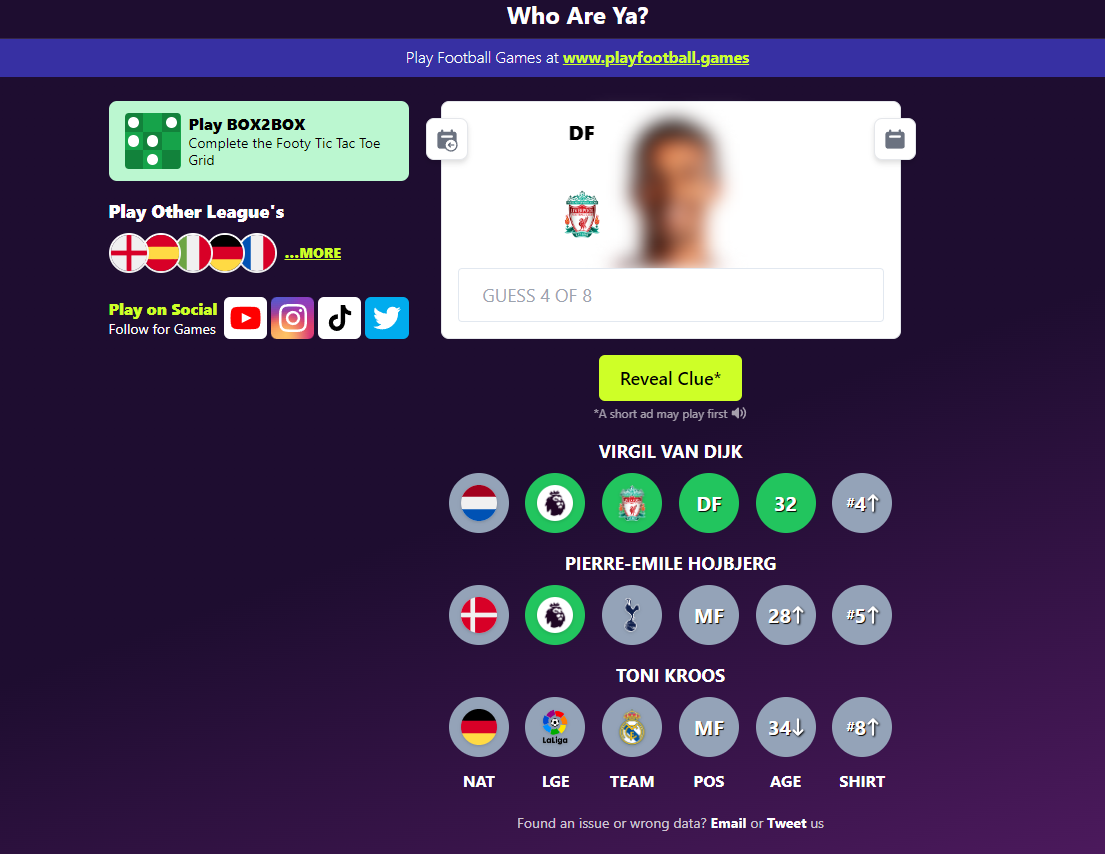 Who Are Ya?
Play Football Games at www.playfootball.games
Play BOX2BOX
Complete the Footy Tic Tac Toe
Grid
Play Other League's
...MORE
Play on Social
Follow for Games
DF
GUESS 4 OF 8
Reveal Clue*
*A short ad may play first
VIRGIL VAN DIJK
DF 32 #4↑
PIERRE-EMILE HOJBJERG
MF 28↑ #5↑
TONI KROOS
LaLiga MF 34↓ #8↑
NAT LGE TEAM POS AGE SHIRT
Found an issue or wrong data? Email or Tweet us